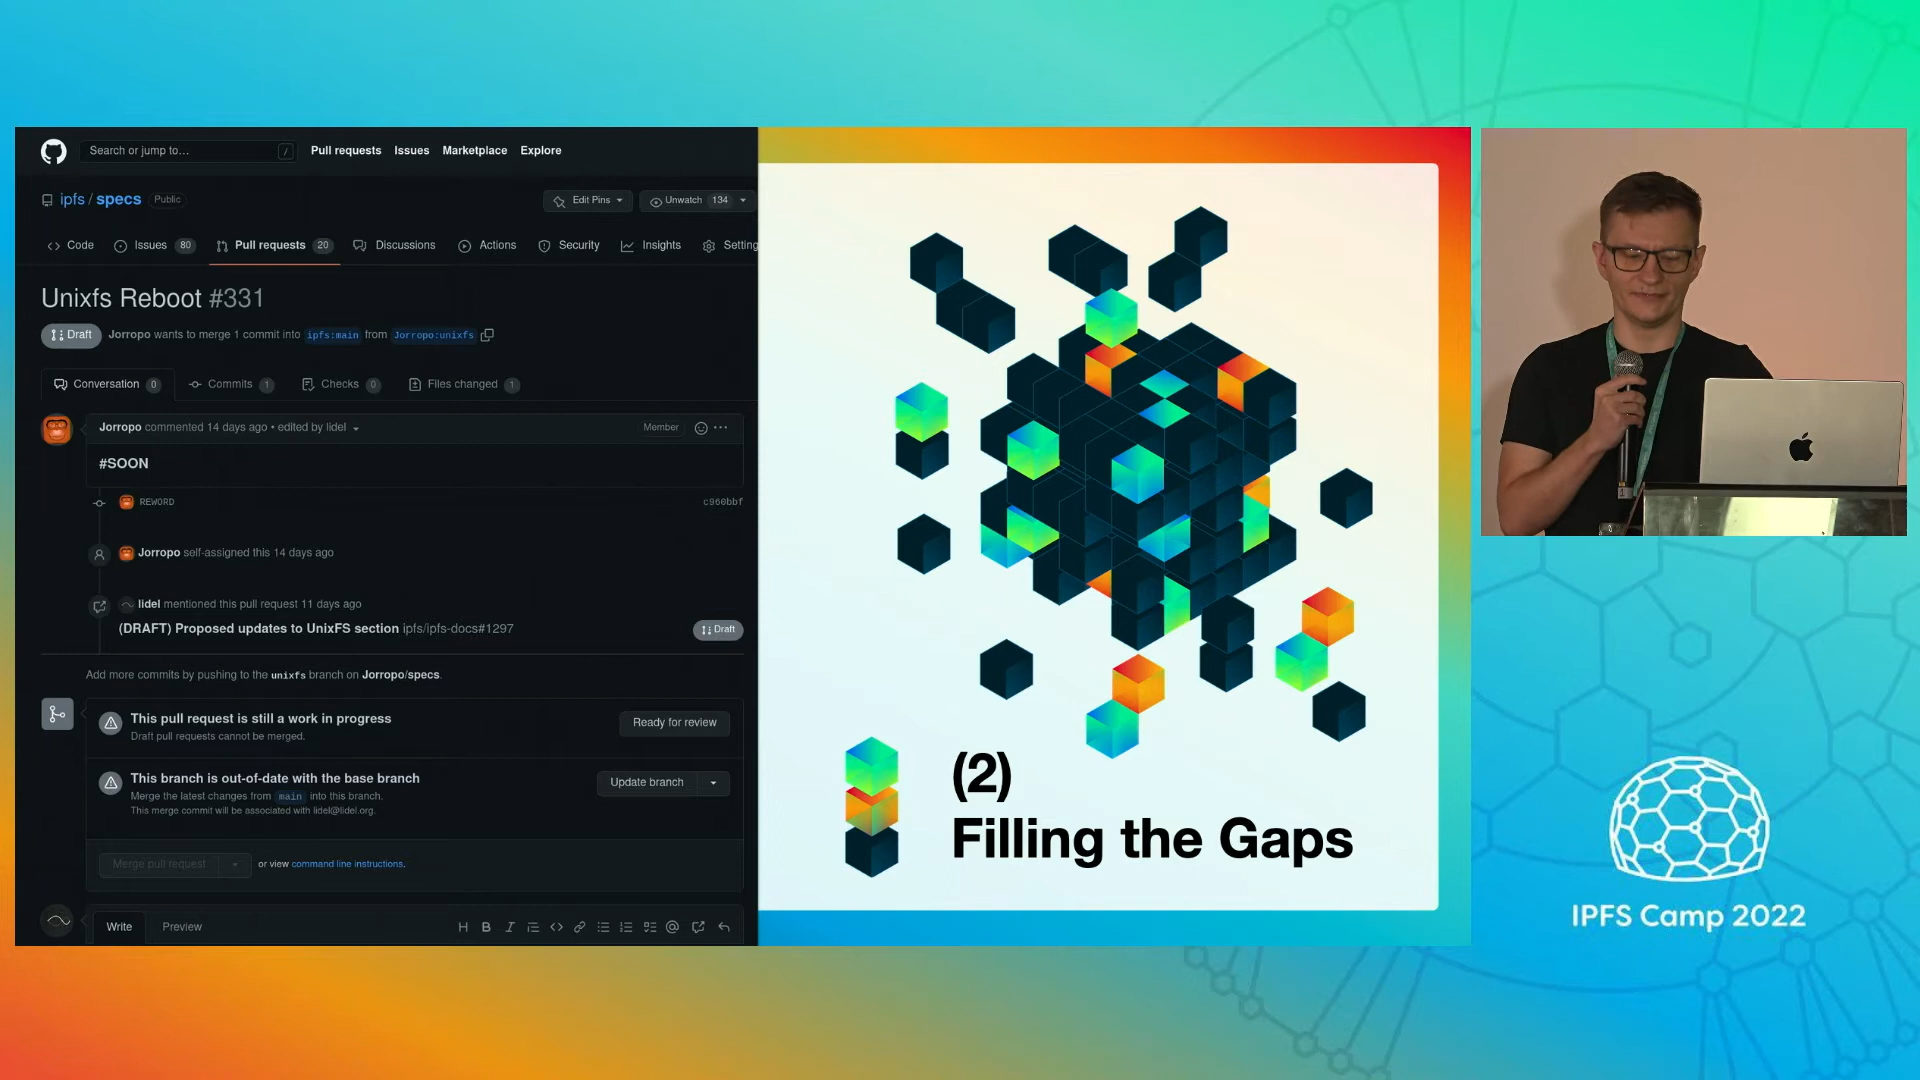 Search or jump to… /
Pull requests Issues Marketplace Explore
ipfs / specs Public
Edit Pins Unwatch 134
Code Issues 80 Pull requests 20 Discussions Actions Security Insights Setting
Unixfs Reboot #331
Draft Jorropo wants to merge 1 commit into ipfs:main from Jorropo:unixfs
Conversation 0 Commits 1 Checks 0 Files changed 1
Jorropo commented 14 days ago • edited by lidel Member
#SOON
REWORD c960bbf
Jorropo self-assigned this 14 days ago
lidel mentioned this pull request 11 days ago
(DRAFT) Proposed updates to UnixFS section ipfs/ipfs-docs#1297 Draft
Add more commits by pushing to the unixfs branch on Jorropo/specs.
This pull request is still a work in progress
Draft pull requests cannot be merged.
Ready for review
This branch is out-of-date with the base branch
Merge the latest changes from main into this branch.
This merge commit will be associated with lidel@lidel.org.
Update branch
Merge pull request or view command line instructions.
Write Preview
(2)
Filling the Gaps
IPFS Camp 2022